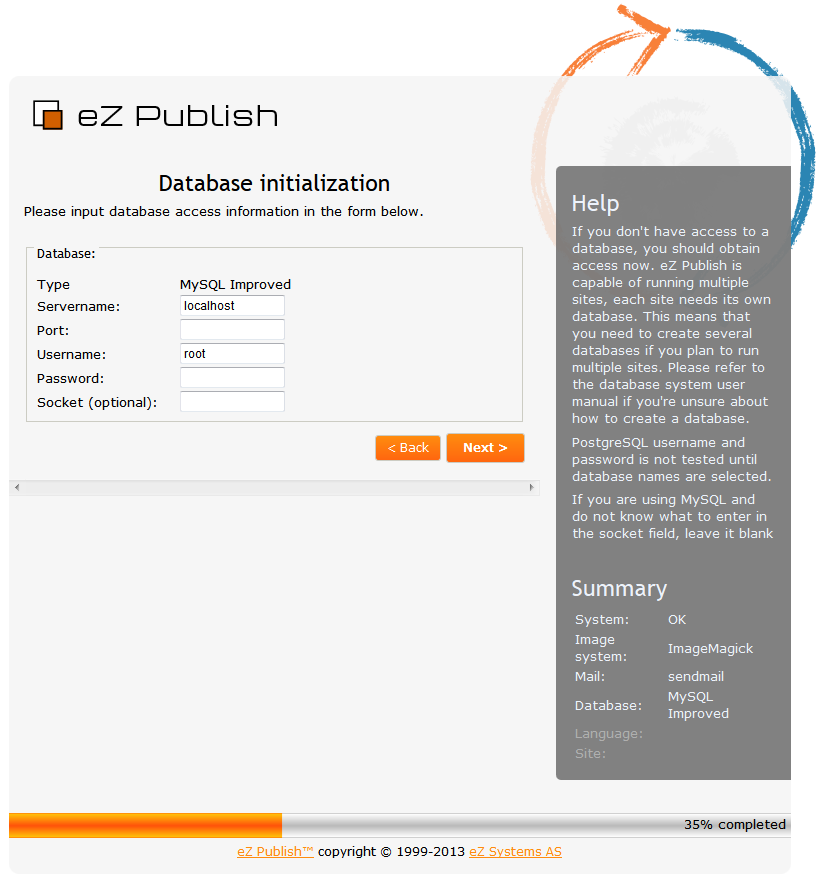 eZ Publish
Database initialization
Please input database access information in the form below.
Database:
Type MySQL Improved
Servername: localhost
Port:
Username: root
Password:
Socket (optional):
< Back Next >
Help
If you don't have access to a
database, you should obtain
access now. eZ Publish is
capable of running multiple
sites, each site needs its own
database. This means that
you need to create several
databases if you plan to run
multiple sites. Please refer to
the database system user
manual if you're unsure about
how to create a database.
PostgreSQL username and
password is not tested until
database names are selected.
If you are using MySQL and
do not know what to enter in
the socket field, leave it blank
Summary
System: OK
Image
system: ImageMagick
Mail: sendmail
Database: MySQL
Improved
Language:
Site:
35% completed
eZ Publish™ copyright © 1999-2013 eZ Systems AS